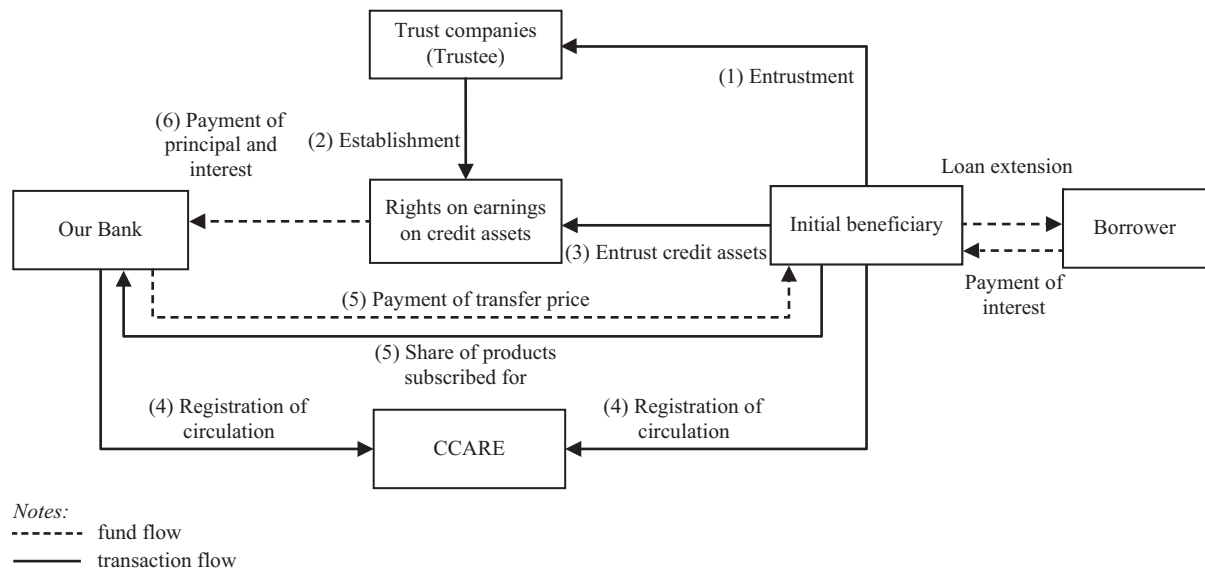 Trust companies
(Trustee)
(1) Entrustment
(6) Payment of
principal and
interest
(2) Establishment
Loan extension
Our Bank
Rights on earnings
on credit assets
Initial beneficiary
Borrower
(3) Entrust credit assets
Payment of
interest
(5) Payment of transfer price
(5) Share of products
subscribed for
(4) Registration of
circulation
(4) Registration of
circulation
CCARE
Notes:
fund flow
transaction flow